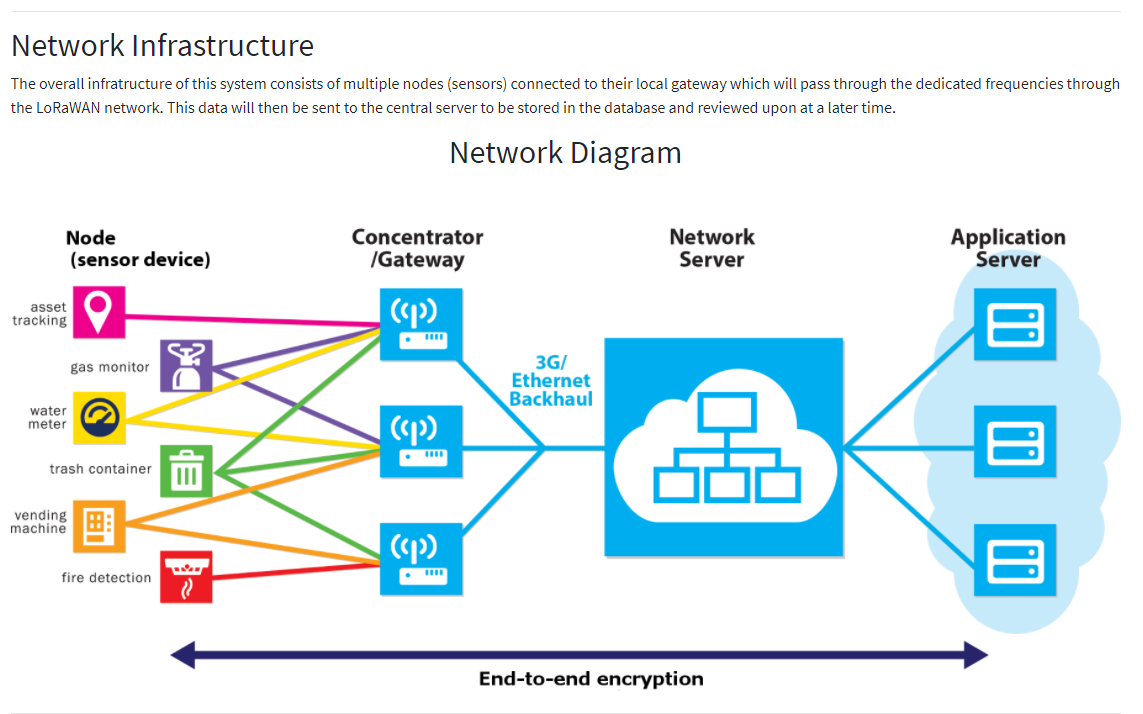 Network Infrastructure
The overall infratructure of this system consists of multiple nodes (sensors) connected to their local gateway which will pass through the dedicated frequencies through
the LoRaWAN network. This data will then be sent to the central server to be stored in the database and reviewed upon at a later time.
Network Diagram
Node
(sensor device)
Concentrator
/Gateway
Network
Server
Application
Server
asset
tracking
gas monitor
water
meter
trash container
vending
machine
fire detection
3G/
Ethernet
Backhaul
End-to-end encryption